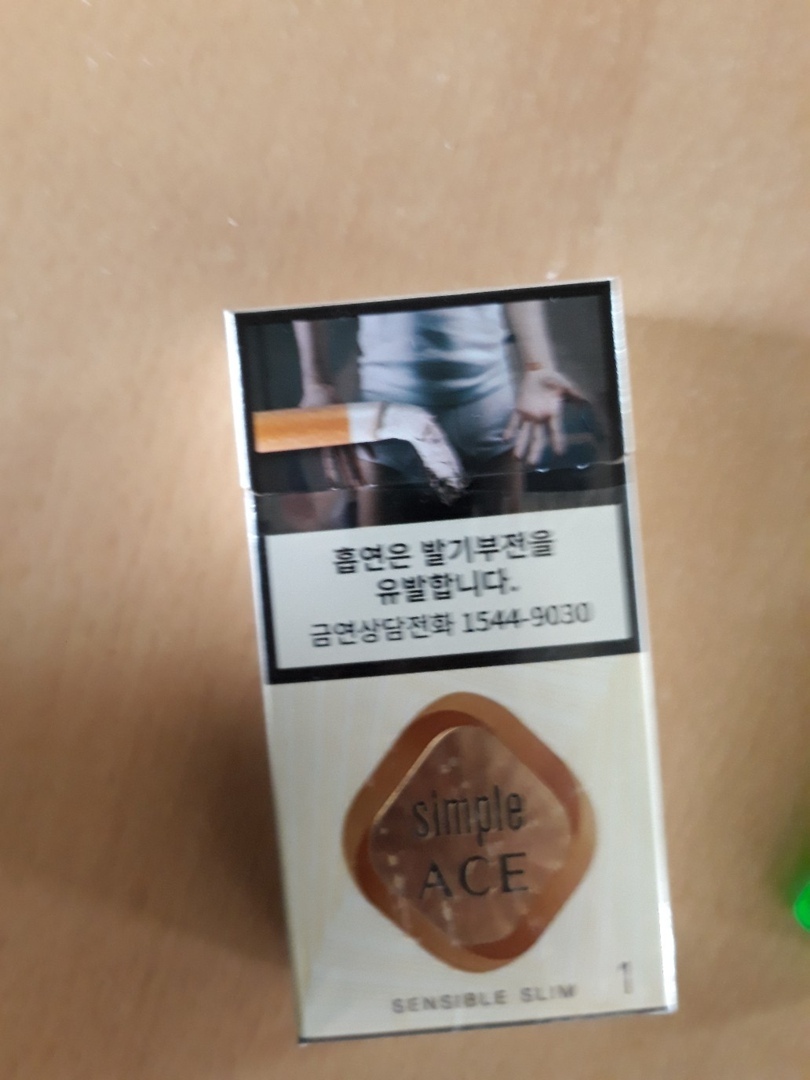 흡연은 발기부전을
유발합니다.
금연상담전화 1544-9030
simple
ACE
SENSIBLE SLIM
1